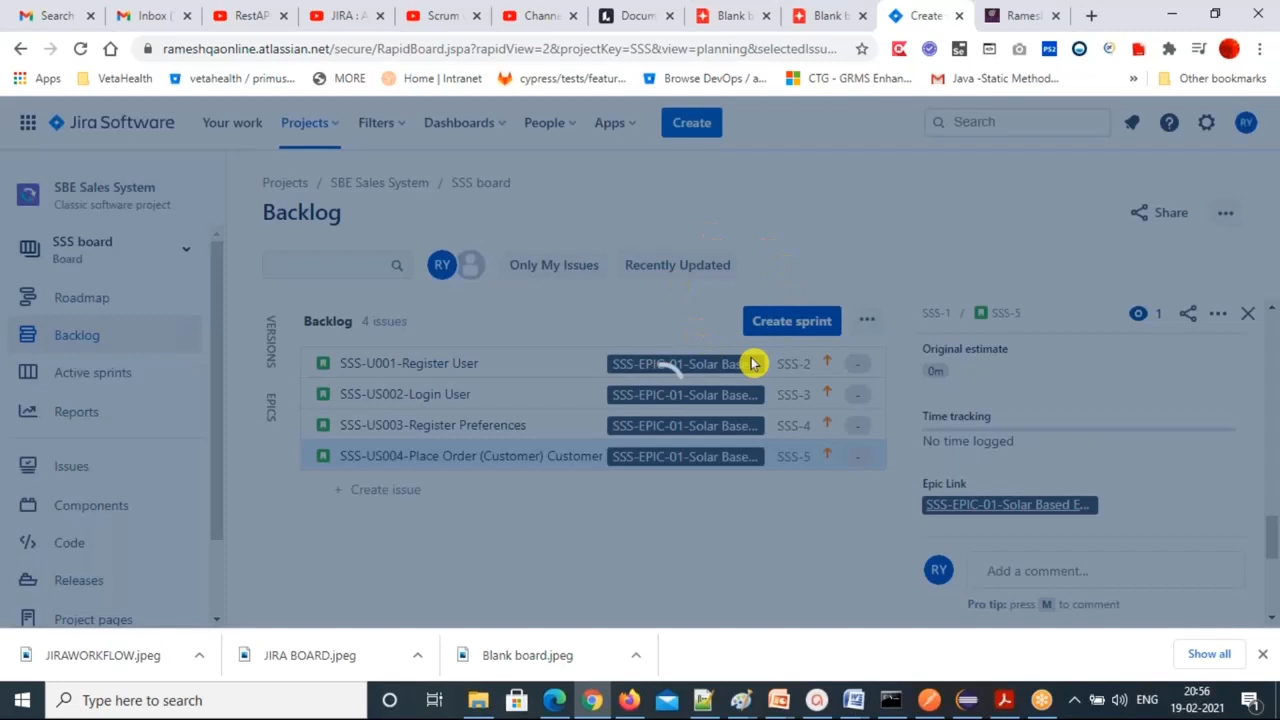 Search
Inbox (
RestAP
JIRA : A
Scrum
Channe
Docum
Blank b
Blank b
Create
Ramesl
rameshqaonline.atlassian.net/secure/RapidBoard.jspa?rapidView=2&projectKey=SSS&view=planning&selectedIssu...
Apps
VetaHealth
vetahealth / primus...
MORE
Home | Intranet
cypress/tests/featur...
Browse DevOps / a...
CTG - GRMS Enhan...
Java -Static Method...
»
Other bookmarks
Jira Software
Your work
Projects
Filters
Dashboards
People
Apps
Create
Search
RY
SBE Sales System
Classic software project
Projects / SBE Sales System / SSS board
Backlog
Share
SSS board
Board
RY
Only My Issues
Recently Updated
Roadmap
Backlog
Active sprints
Reports
Issues
Components
Code
Releases
Project pages
VERSIONS
EPICS
Backlog 4 issues
Create sprint
SSS-U001-Register User SSS-EPIC-01-Solar Bas SSS-2 -
SSS-US002-Login User SSS-EPIC-01-Solar Base... SSS-3 -
SSS-US003-Register Preferences SSS-EPIC-01-Solar Base... SSS-4 -
SSS-US004-Place Order (Customer) Customer SSS-EPIC-01-Solar Base... SSS-5 -
+ Create issue
SSS-1 / SSS-5
1
Original estimate
0m
Time tracking
No time logged
Epic Link
SSS-EPIC-01-Solar Based E...
RY
Add a comment...
Pro tip: press M to comment
JIRAWORKFLOW.jpeg
JIRA BOARD.jpeg
Blank board.jpeg
Show all
Type here to search
ENG
20:56
19-02-2021
1